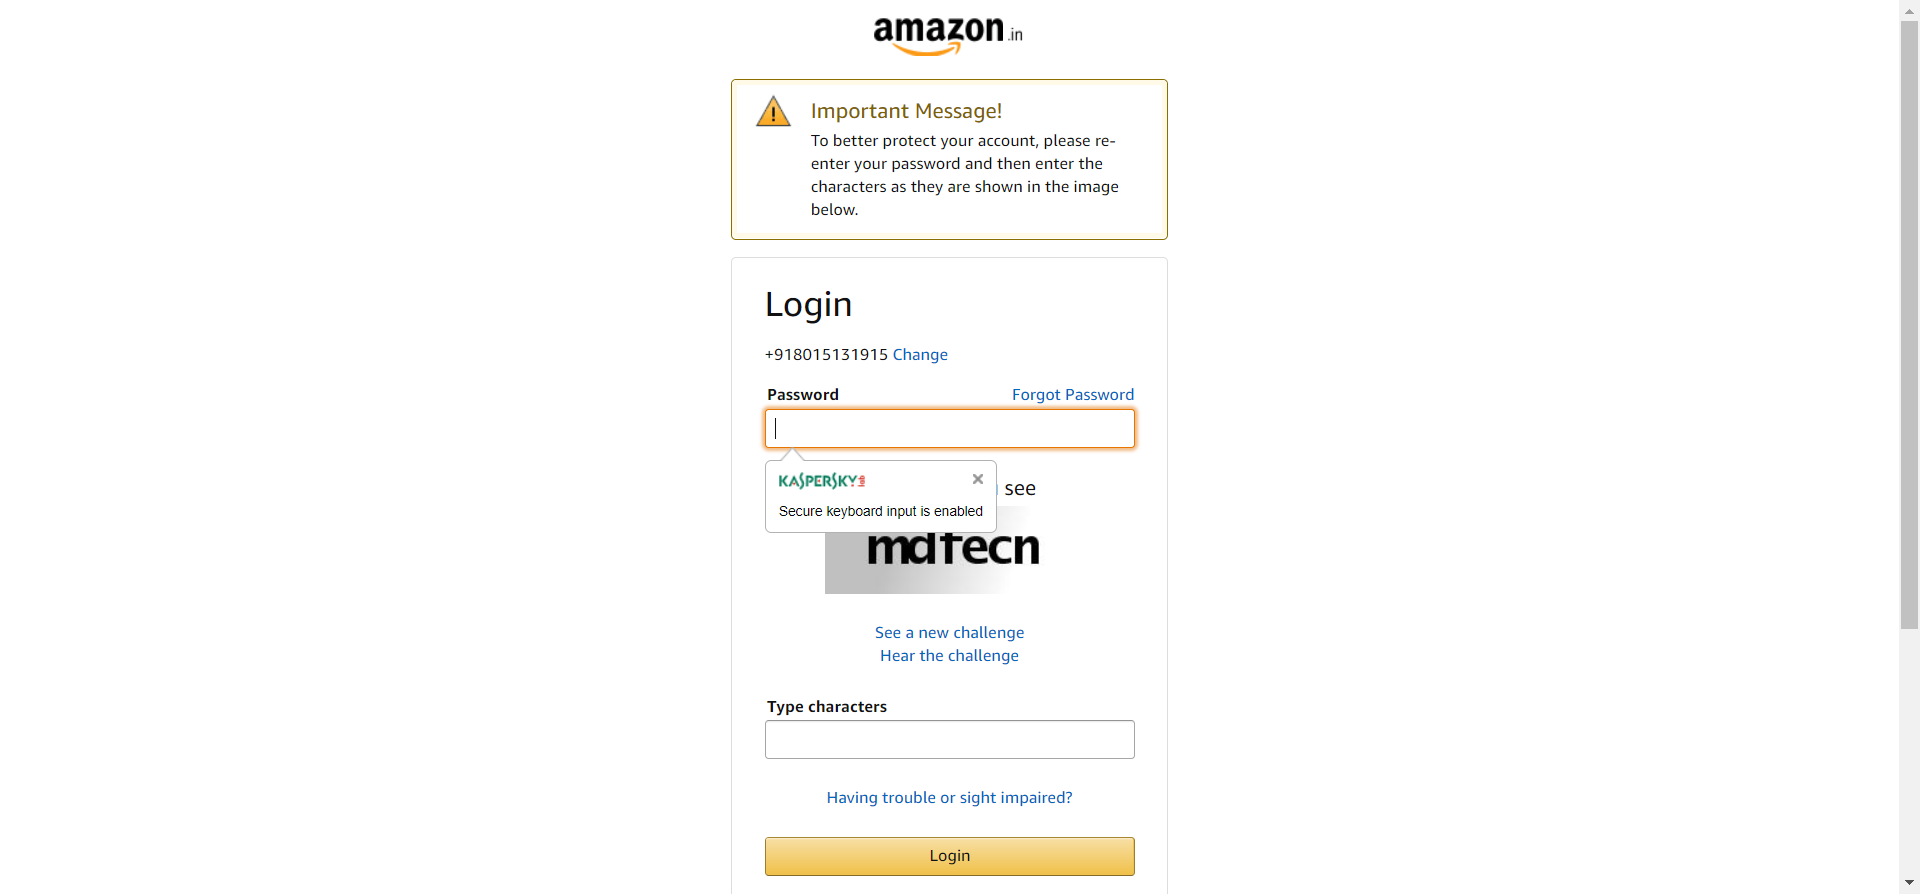 amazon.in
Important Message!
To better protect your account, please re-
enter your password and then enter the
characters as they are shown in the image
below.
Login
+918015131915 Change
Password Forgot Password
KASPERSKY
see
Secure keyboard input is enabled
See a new challenge
Hear the challenge
Type characters
Having trouble or sight impaired?
Login